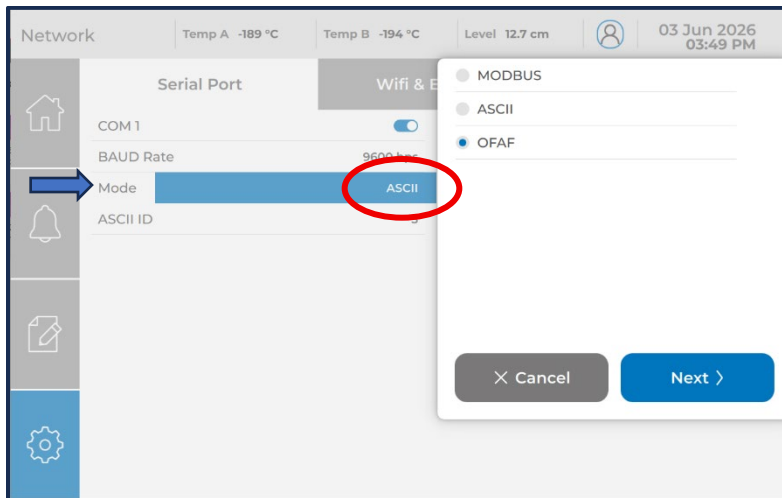 Network Temp A -189 °C Temp B -194 °C Level 12.7 cm 03 Jun 2026
03:49 PM
Serial Port Wifi & E
COM 1
BAUD Rate 9600 bps
Mode ASCII
ASCII ID
MODBUS
ASCII
OFAF
× Cancel Next >